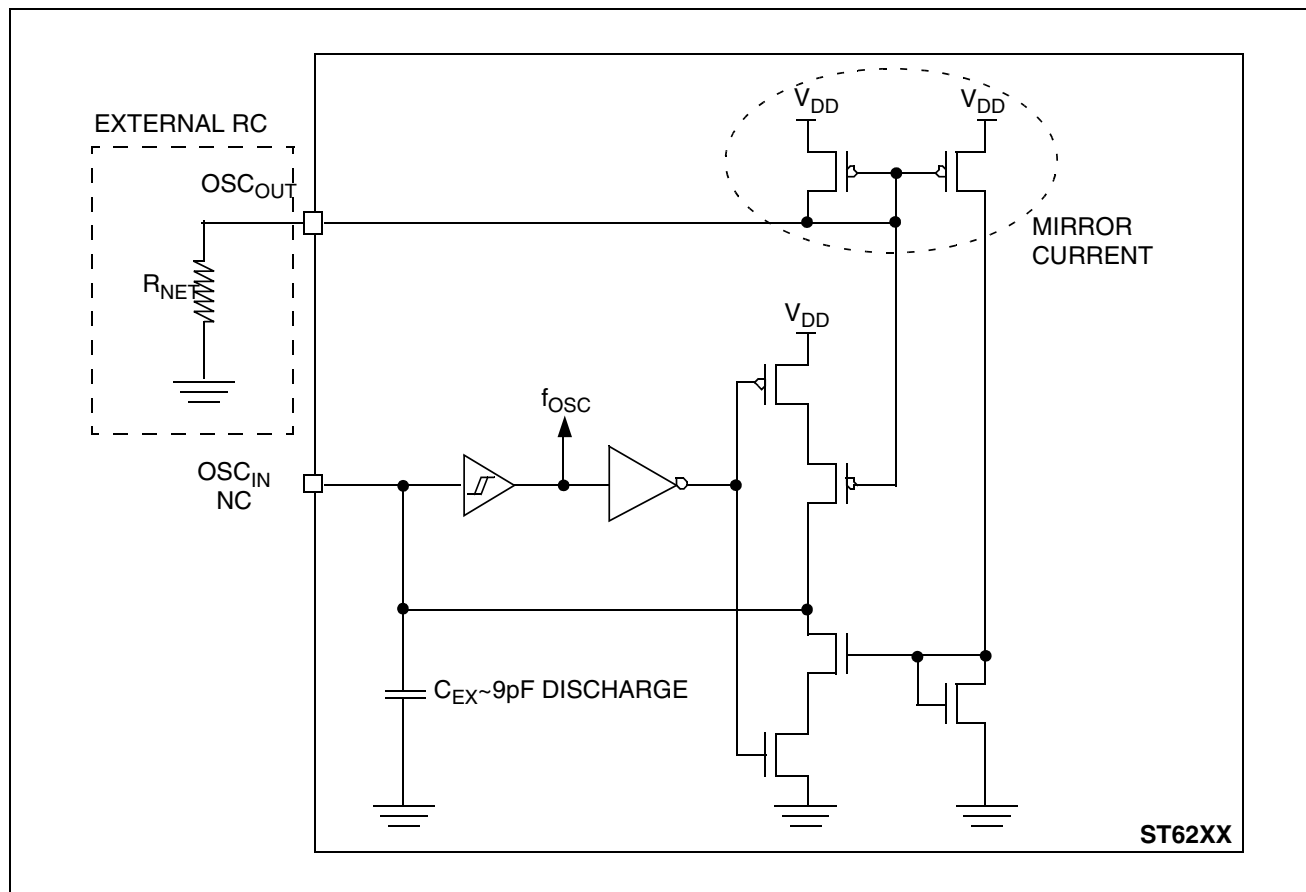 V_DD V_DD
EXTERNAL RC
OSC_OUT
MIRROR
CURRENT
R_NET
V_DD
f_OSC
OSC_IN
NC
C_EX~9pF DISCHARGE
ST62XX